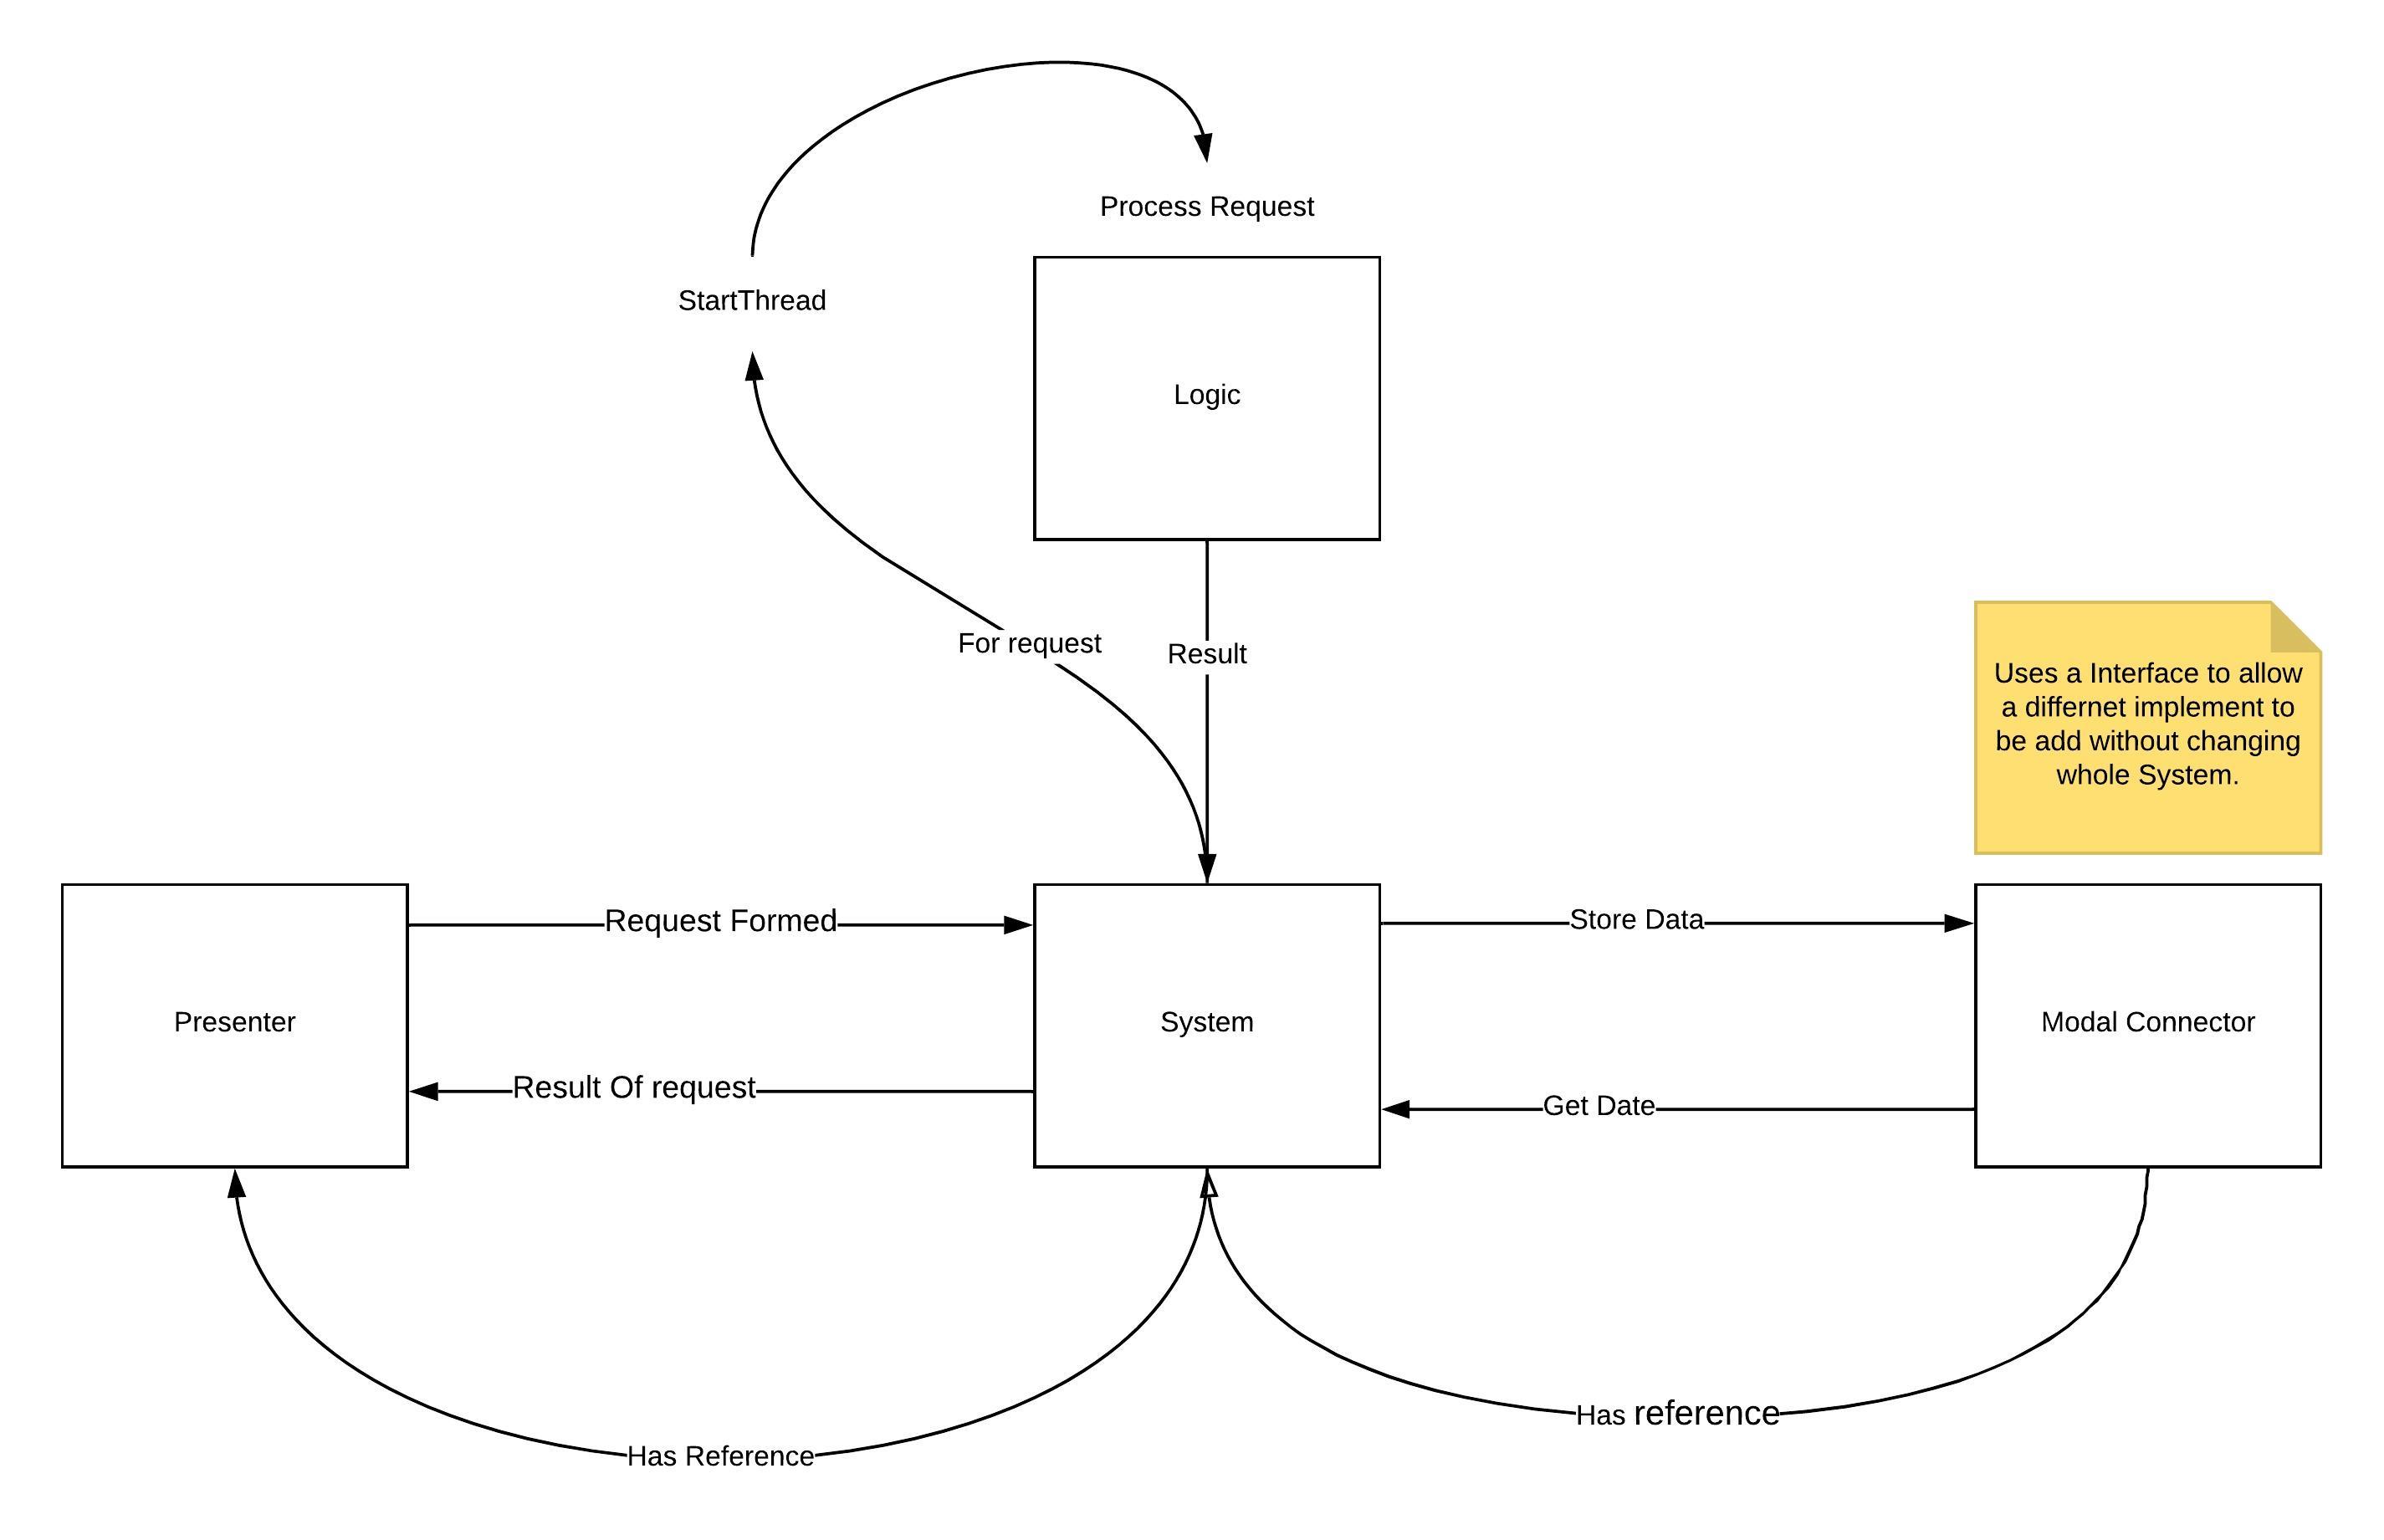 Process Request
StartThread
Logic
For request
Result
Uses a Interface to allow
a differnet implement to
be add without changing
whole System.
Request Formed
Store Data
Presenter
System
Modal Connector
Result Of request
Get Date
Has reference
Has Reference